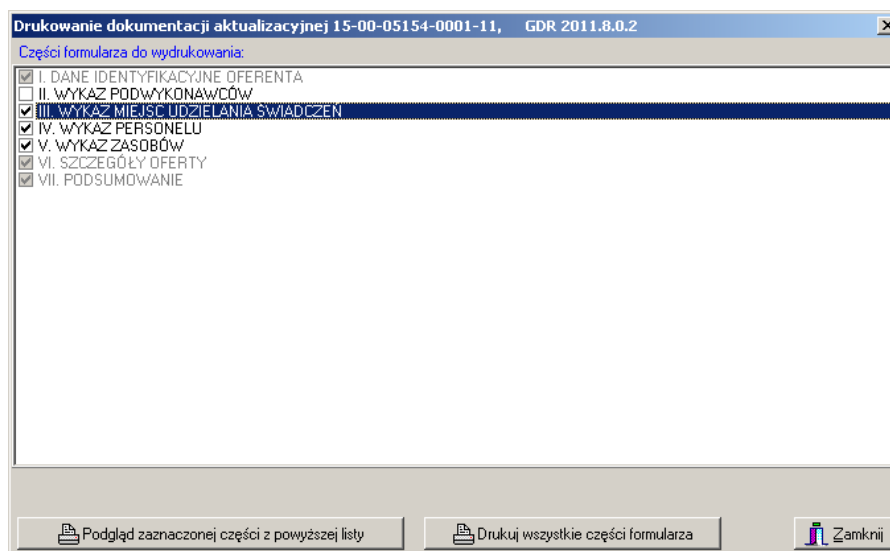 Drukowanie dokumentacji aktualizacyjnej 15-00-05154-0001-11, GDR 2011.8.0.2
Części formularza do wydrukowania:
I. DANE IDENTYFIKACYJNE OFERENTA
II. WYKAZ PODWYKONAWCÓW
III. WYKAZ MIEJSC UDZIELANIA ŚWIADCZEŃ
IV. WYKAZ PERSONELU
V. WYKAZ ZASOBÓW
VI. SZCZEGÓŁY OFERTY
VII. PODSUMOWANIE
Podgląd zaznaczonej części z powyższej listy
Drukuj wszystkie części formularza
Zamknij